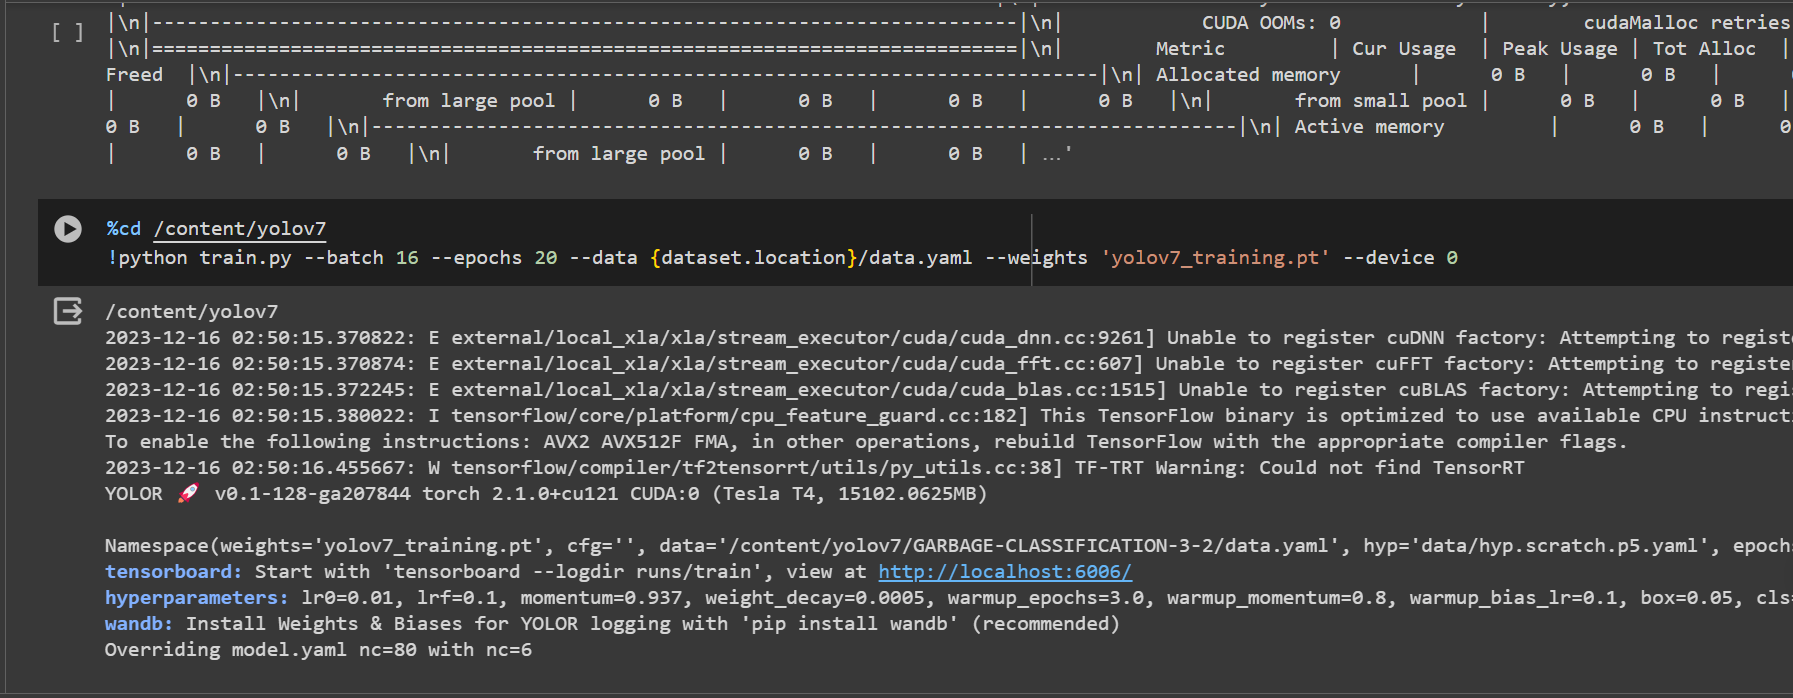 [ ]
|\n|---------------------------------------------------------------------------|\n|            CUDA OOMs: 0            |        cudaMalloc retries
|\n|===========================================================================|\n|        Metric         | Cur Usage  | Peak Usage | Tot Alloc  |
Freed  |\n|---------------------------------------------------------------------------|\n| Allocated memory      |      0 B   |      0 B   |
|      0 B   |\n|       from large pool |      0 B   |      0 B   |      0 B   |      0 B   |\n|       from small pool |      0 B   |      0 B   |
0 B   |      0 B   |\n|---------------------------------------------------------------------------|\n| Active memory         |      0 B   |      0
|      0 B   |      0 B   |\n|       from large pool |      0 B   |      0 B   | ...'
%cd /content/yolov7
!python train.py --batch 16 --epochs 20 --data {dataset.location}/data.yaml --weights 'yolov7_training.pt' --device 0
/content/yolov7
2023-12-16 02:50:15.370822: E external/local_xla/xla/stream_executor/cuda/cuda_dnn.cc:9261] Unable to register cuDNN factory: Attempting to regist
2023-12-16 02:50:15.370874: E external/local_xla/xla/stream_executor/cuda/cuda_fft.cc:607] Unable to register cuFFT factory: Attempting to register
2023-12-16 02:50:15.372245: E external/local_xla/xla/stream_executor/cuda/cuda_blas.cc:1515] Unable to register cuBLAS factory: Attempting to regi
2023-12-16 02:50:15.380022: I tensorflow/core/platform/cpu_feature_guard.cc:182] This TensorFlow binary is optimized to use available CPU instructi
To enable the following instructions: AVX2 AVX512F FMA, in other operations, rebuild TensorFlow with the appropriate compiler flags.
2023-12-16 02:50:16.455667: W tensorflow/compiler/tf2tensorrt/utils/py_utils.cc:38] TF-TRT Warning: Could not find TensorRT
YOLOR 🚀 v0.1-128-ga207844 torch 2.1.0+cu121 CUDA:0 (Tesla T4, 15102.0625MB)
Namespace(weights='yolov7_training.pt', cfg='', data='/content/yolov7/GARBAGE-CLASSIFICATION-3-2/data.yaml', hyp='data/hyp.scratch.p5.yaml', epoch
tensorboard: Start with 'tensorboard --logdir runs/train', view at http://localhost:6006/
hyperparameters: lr0=0.01, lrf=0.1, momentum=0.937, weight_decay=0.0005, warmup_epochs=3.0, warmup_momentum=0.8, warmup_bias_lr=0.1, box=0.05, cls
wandb: Install Weights & Biases for YOLOR logging with 'pip install wandb' (recommended)
Overriding model.yaml nc=80 with nc=6